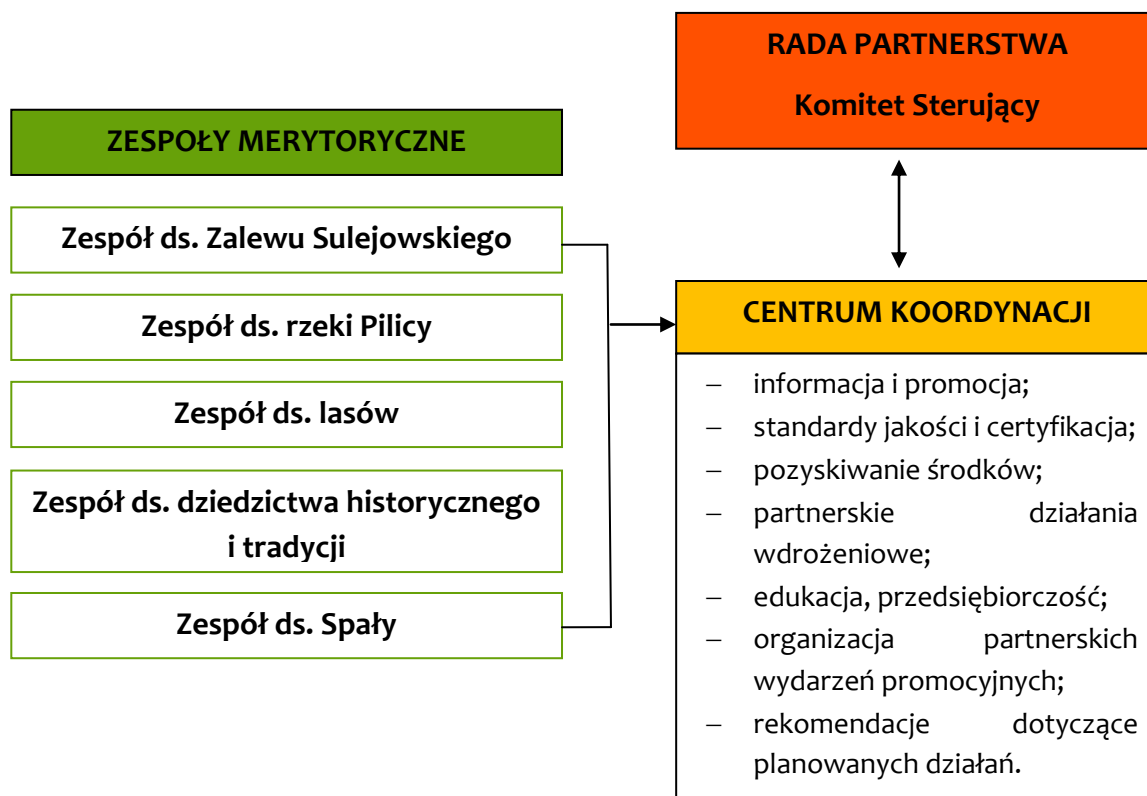 RADA PARTNERSTWA
Komitet Sterujący
ZESPOŁY MERYTORYCZNE
Zespół ds. Zalewu Sulejowskiego
Zespół ds. rzeki Pilicy
Zespół ds. lasów
Zespół ds. dziedzictwa historycznego
i tradycji
Zespół ds. Spały
CENTRUM KOORDYNACJI
– informacja i promocja;
– standardy jakości i certyfikacja;
– pozyskiwanie środków;
– partnerskie działania
wdrożeniowe;
– edukacja, przedsiębiorczość;
– organizacja partnerskich
wydarzeń promocyjnych;
– rekomendacje dotyczące
planowanych działań.